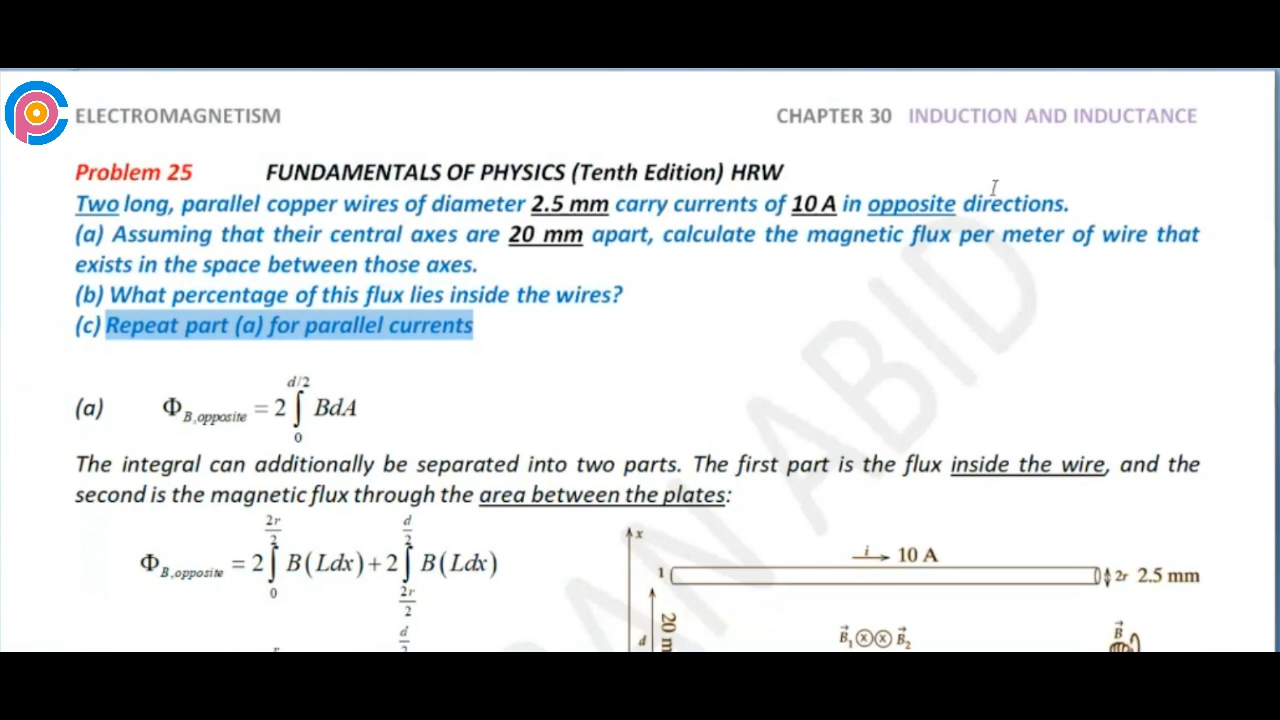 ELECTROMAGNETISM CHAPTER 30 INDUCTION AND INDUCTANCE
Problem 25 FUNDAMENTALS OF PHYSICS (Tenth Edition) HRW
Two long, parallel copper wires of diameter 2.5 mm carry currents of 10 A in opposite directions.
(a) Assuming that their central axes are 20 mm apart, calculate the magnetic flux per meter of wire that
exists in the space between those axes.
(b) What percentage of this flux lies inside the wires?
(c) Repeat part (a) for parallel currents
(a) Φ_B,opposite = 2 ∫_0^{d/2} BdA
The integral can additionally be separated into two parts. The first part is the flux inside the wire, and the
second is the magnetic flux through the area between the plates:
Φ_B,opposite = 2 ∫_0^{2r/2} B(Ldx) + 2 ∫_{2r/2}^{d/2} B(Ldx)
x
i 10 A
1 2r 2.5 mm
d 20 m
B⃗₁ ⓧⓧ B⃗₂ B⃗
d/2
AN ABID